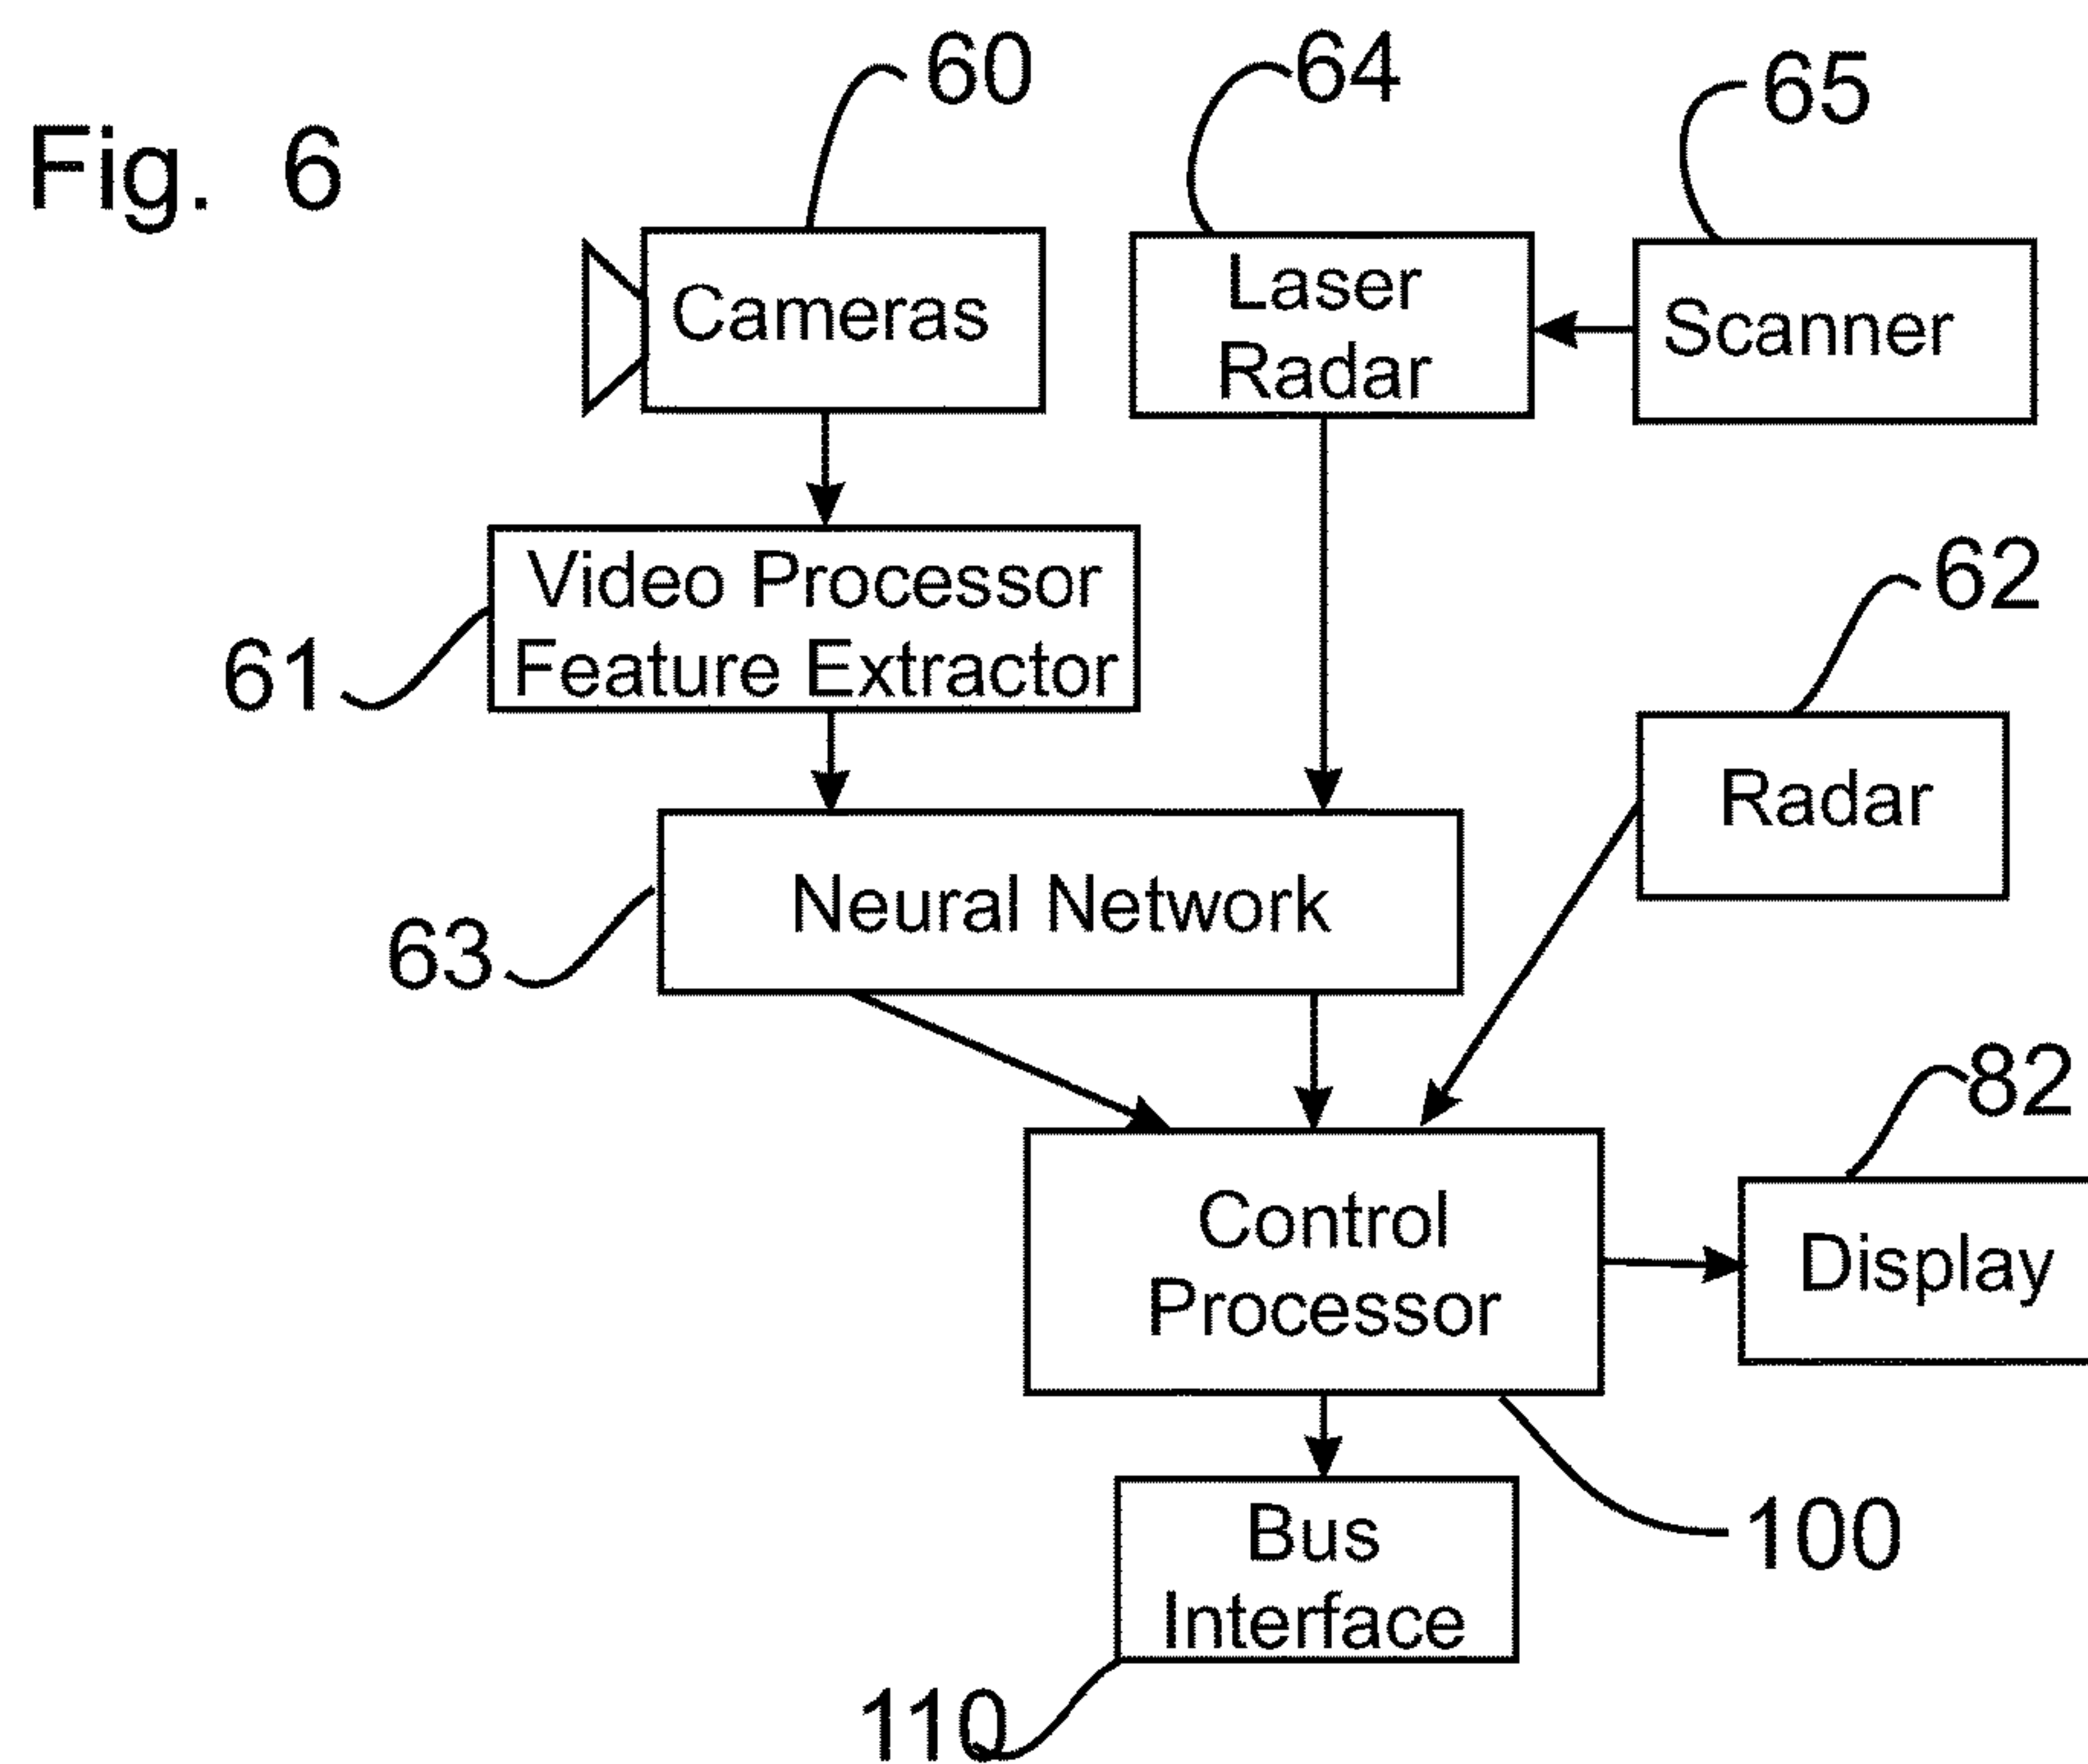 Fig. 6
60
64
65
Cameras
Laser
Radar
Scanner
Video Processor
Feature Extractor
61
62
Radar
Neural Network
63
82
Control
Processor
Display
100
Bus
Interface
110